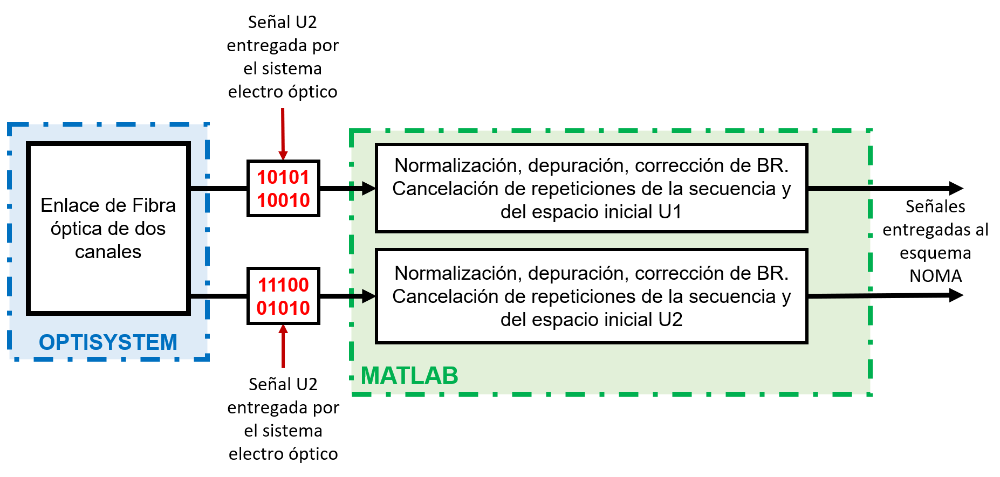 Señal U2
entregada por
el sistema
electro óptico
Enlace de Fibra
óptica de dos
canales
OPTISYSTEM
10101
10010
11100
01010
Señal U2
entregada por
el sistema
electro óptico
Normalización, depuración, corrección de BR.
Cancelación de repeticiones de la secuencia y
del espacio inicial U1
Normalización, depuración, corrección de BR.
Cancelación de repeticiones de la secuencia y
del espacio inicial U2
MATLAB
Señales
entregadas al
esquema
NOMA